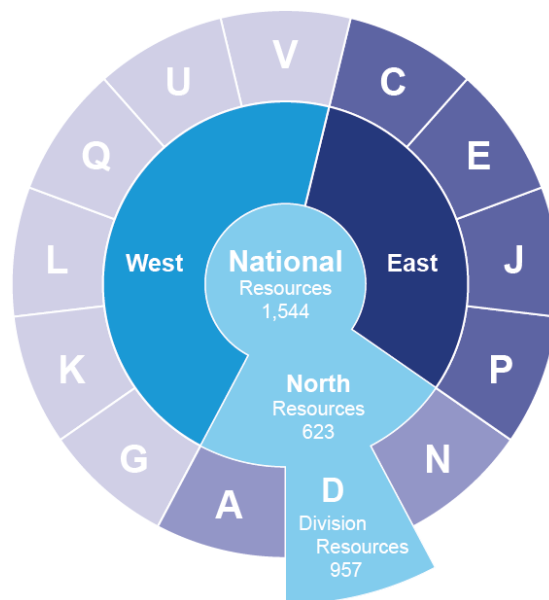 V
C
U
E
Q
West
National
Resources
1,544
East
L
J
K
P
North
Resources
623
G
N
A
D
Division
Resources
957